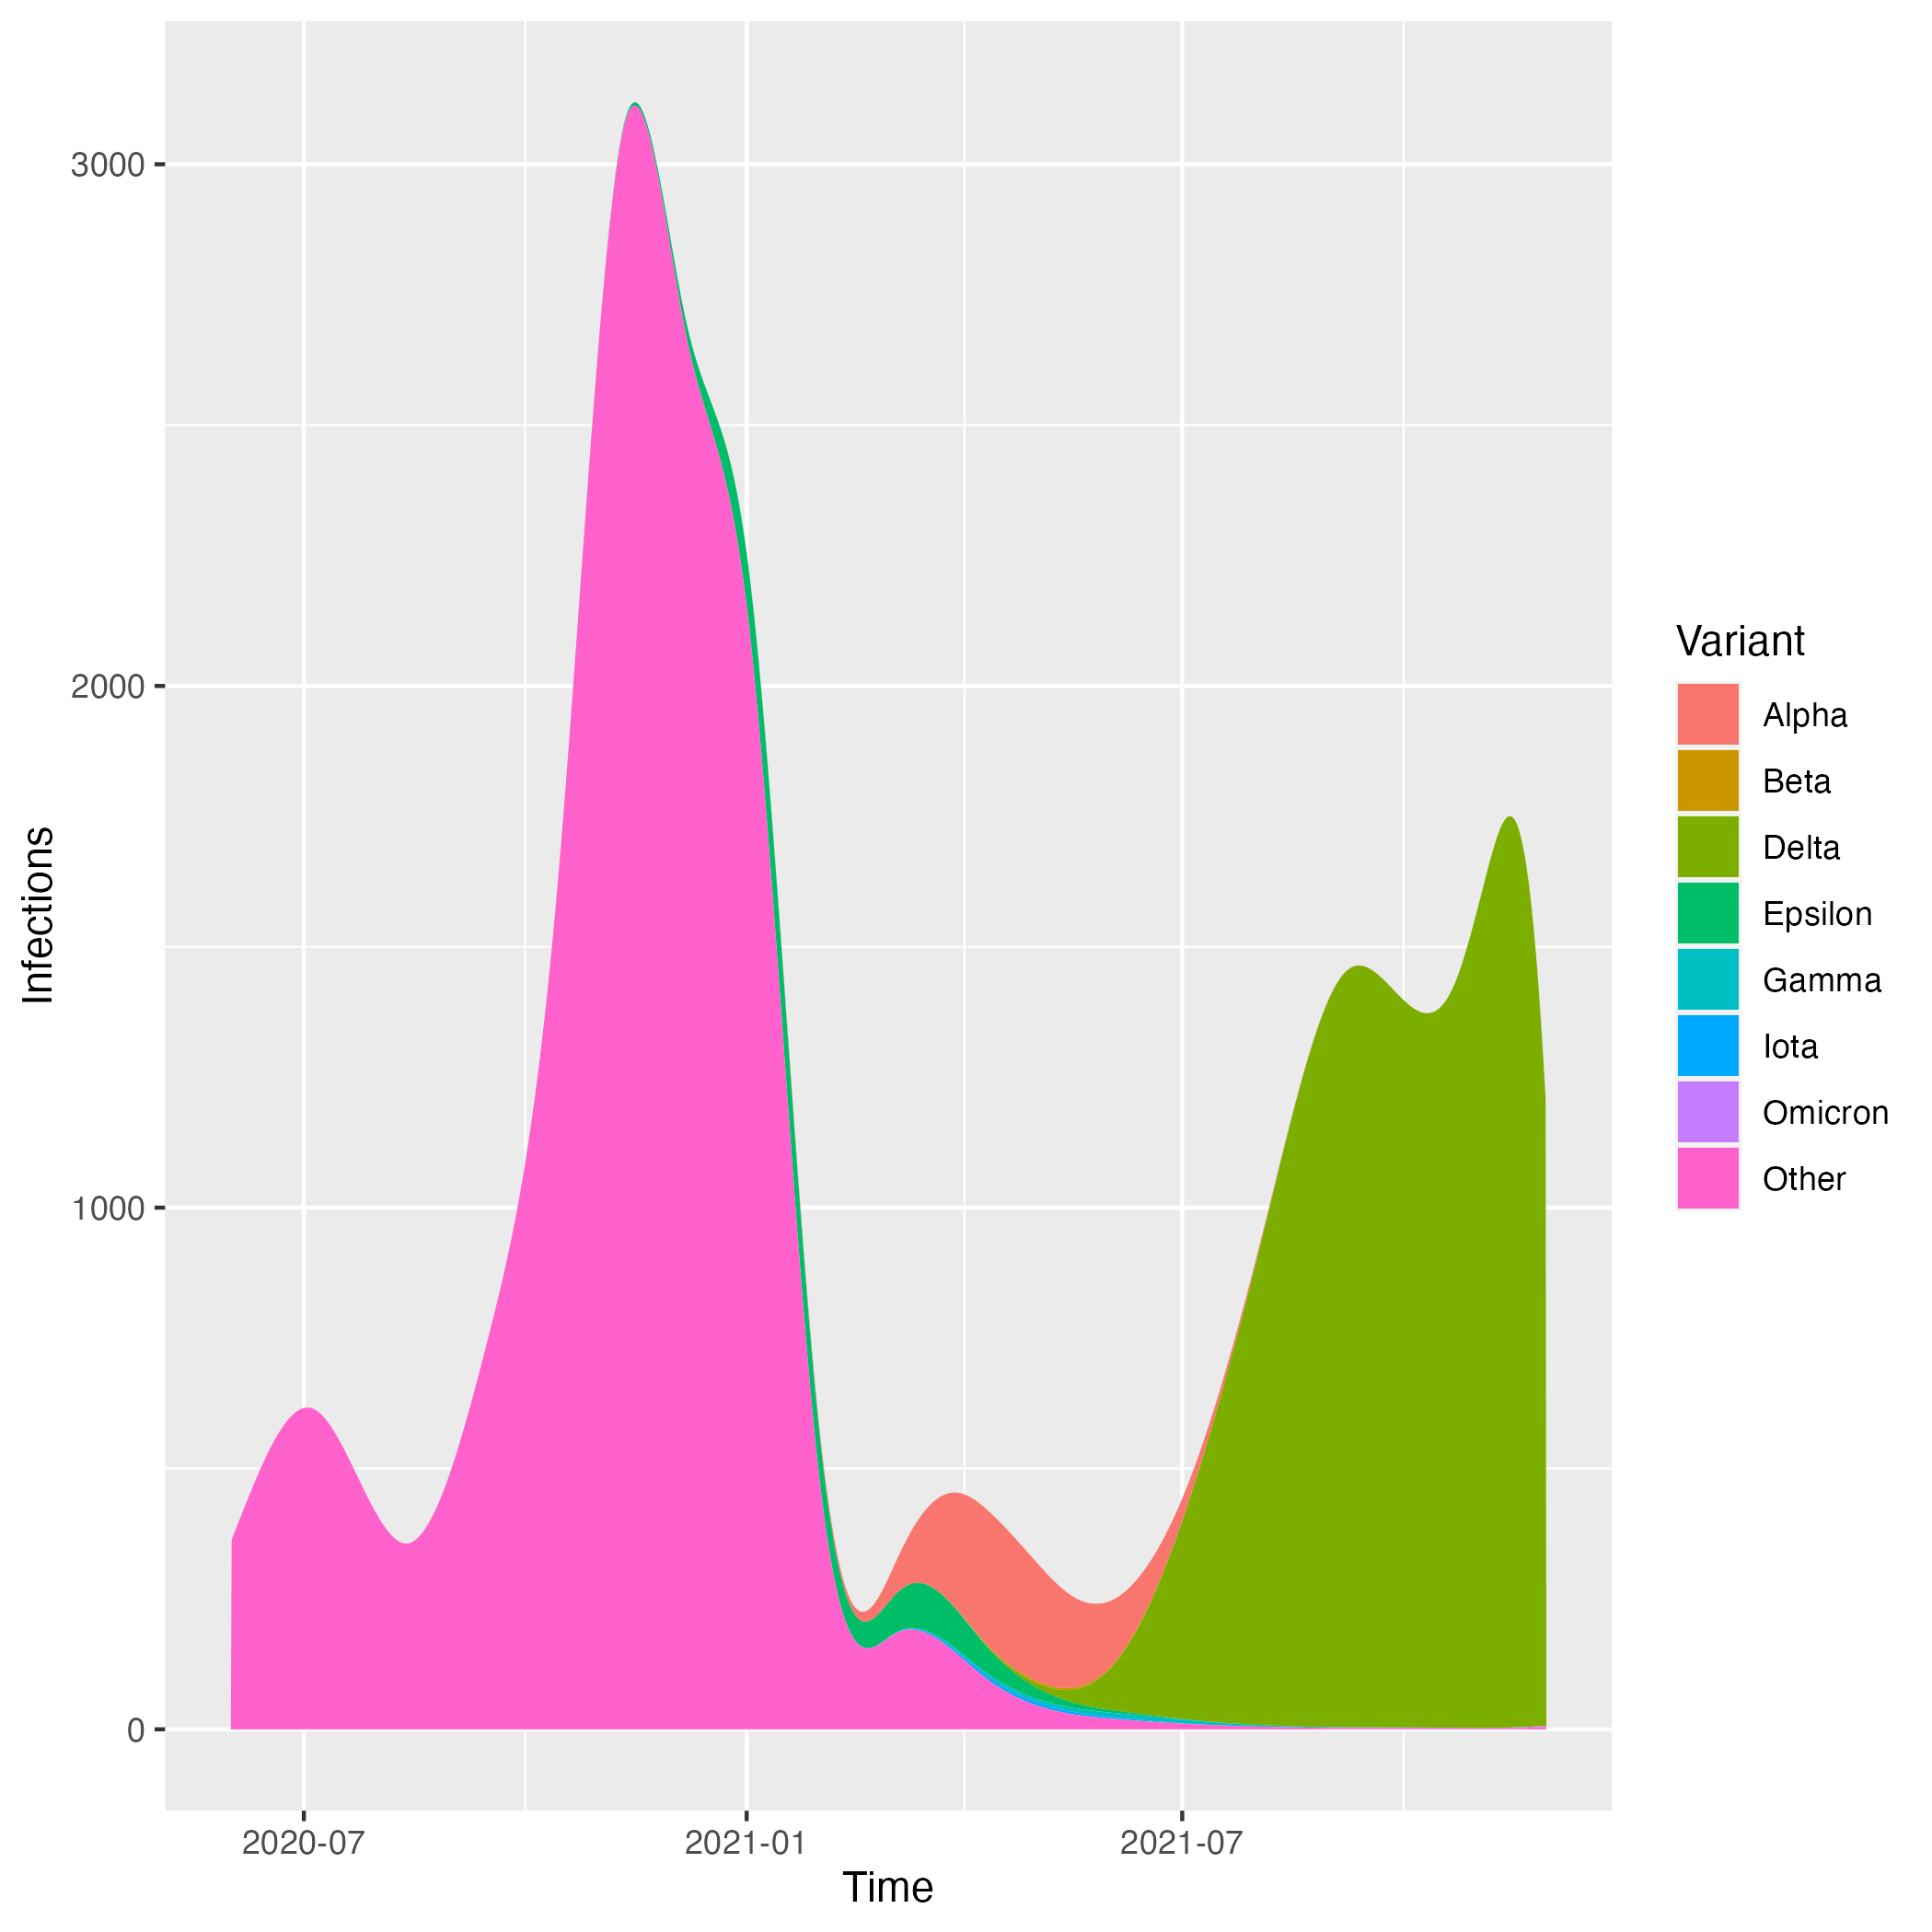 Infections
3000
2000
1000
0
2020-07
2021-01
2021-07
Time
Variant
Alpha
Beta
Delta
Epsilon
Gamma
Iota
Omicron
Other